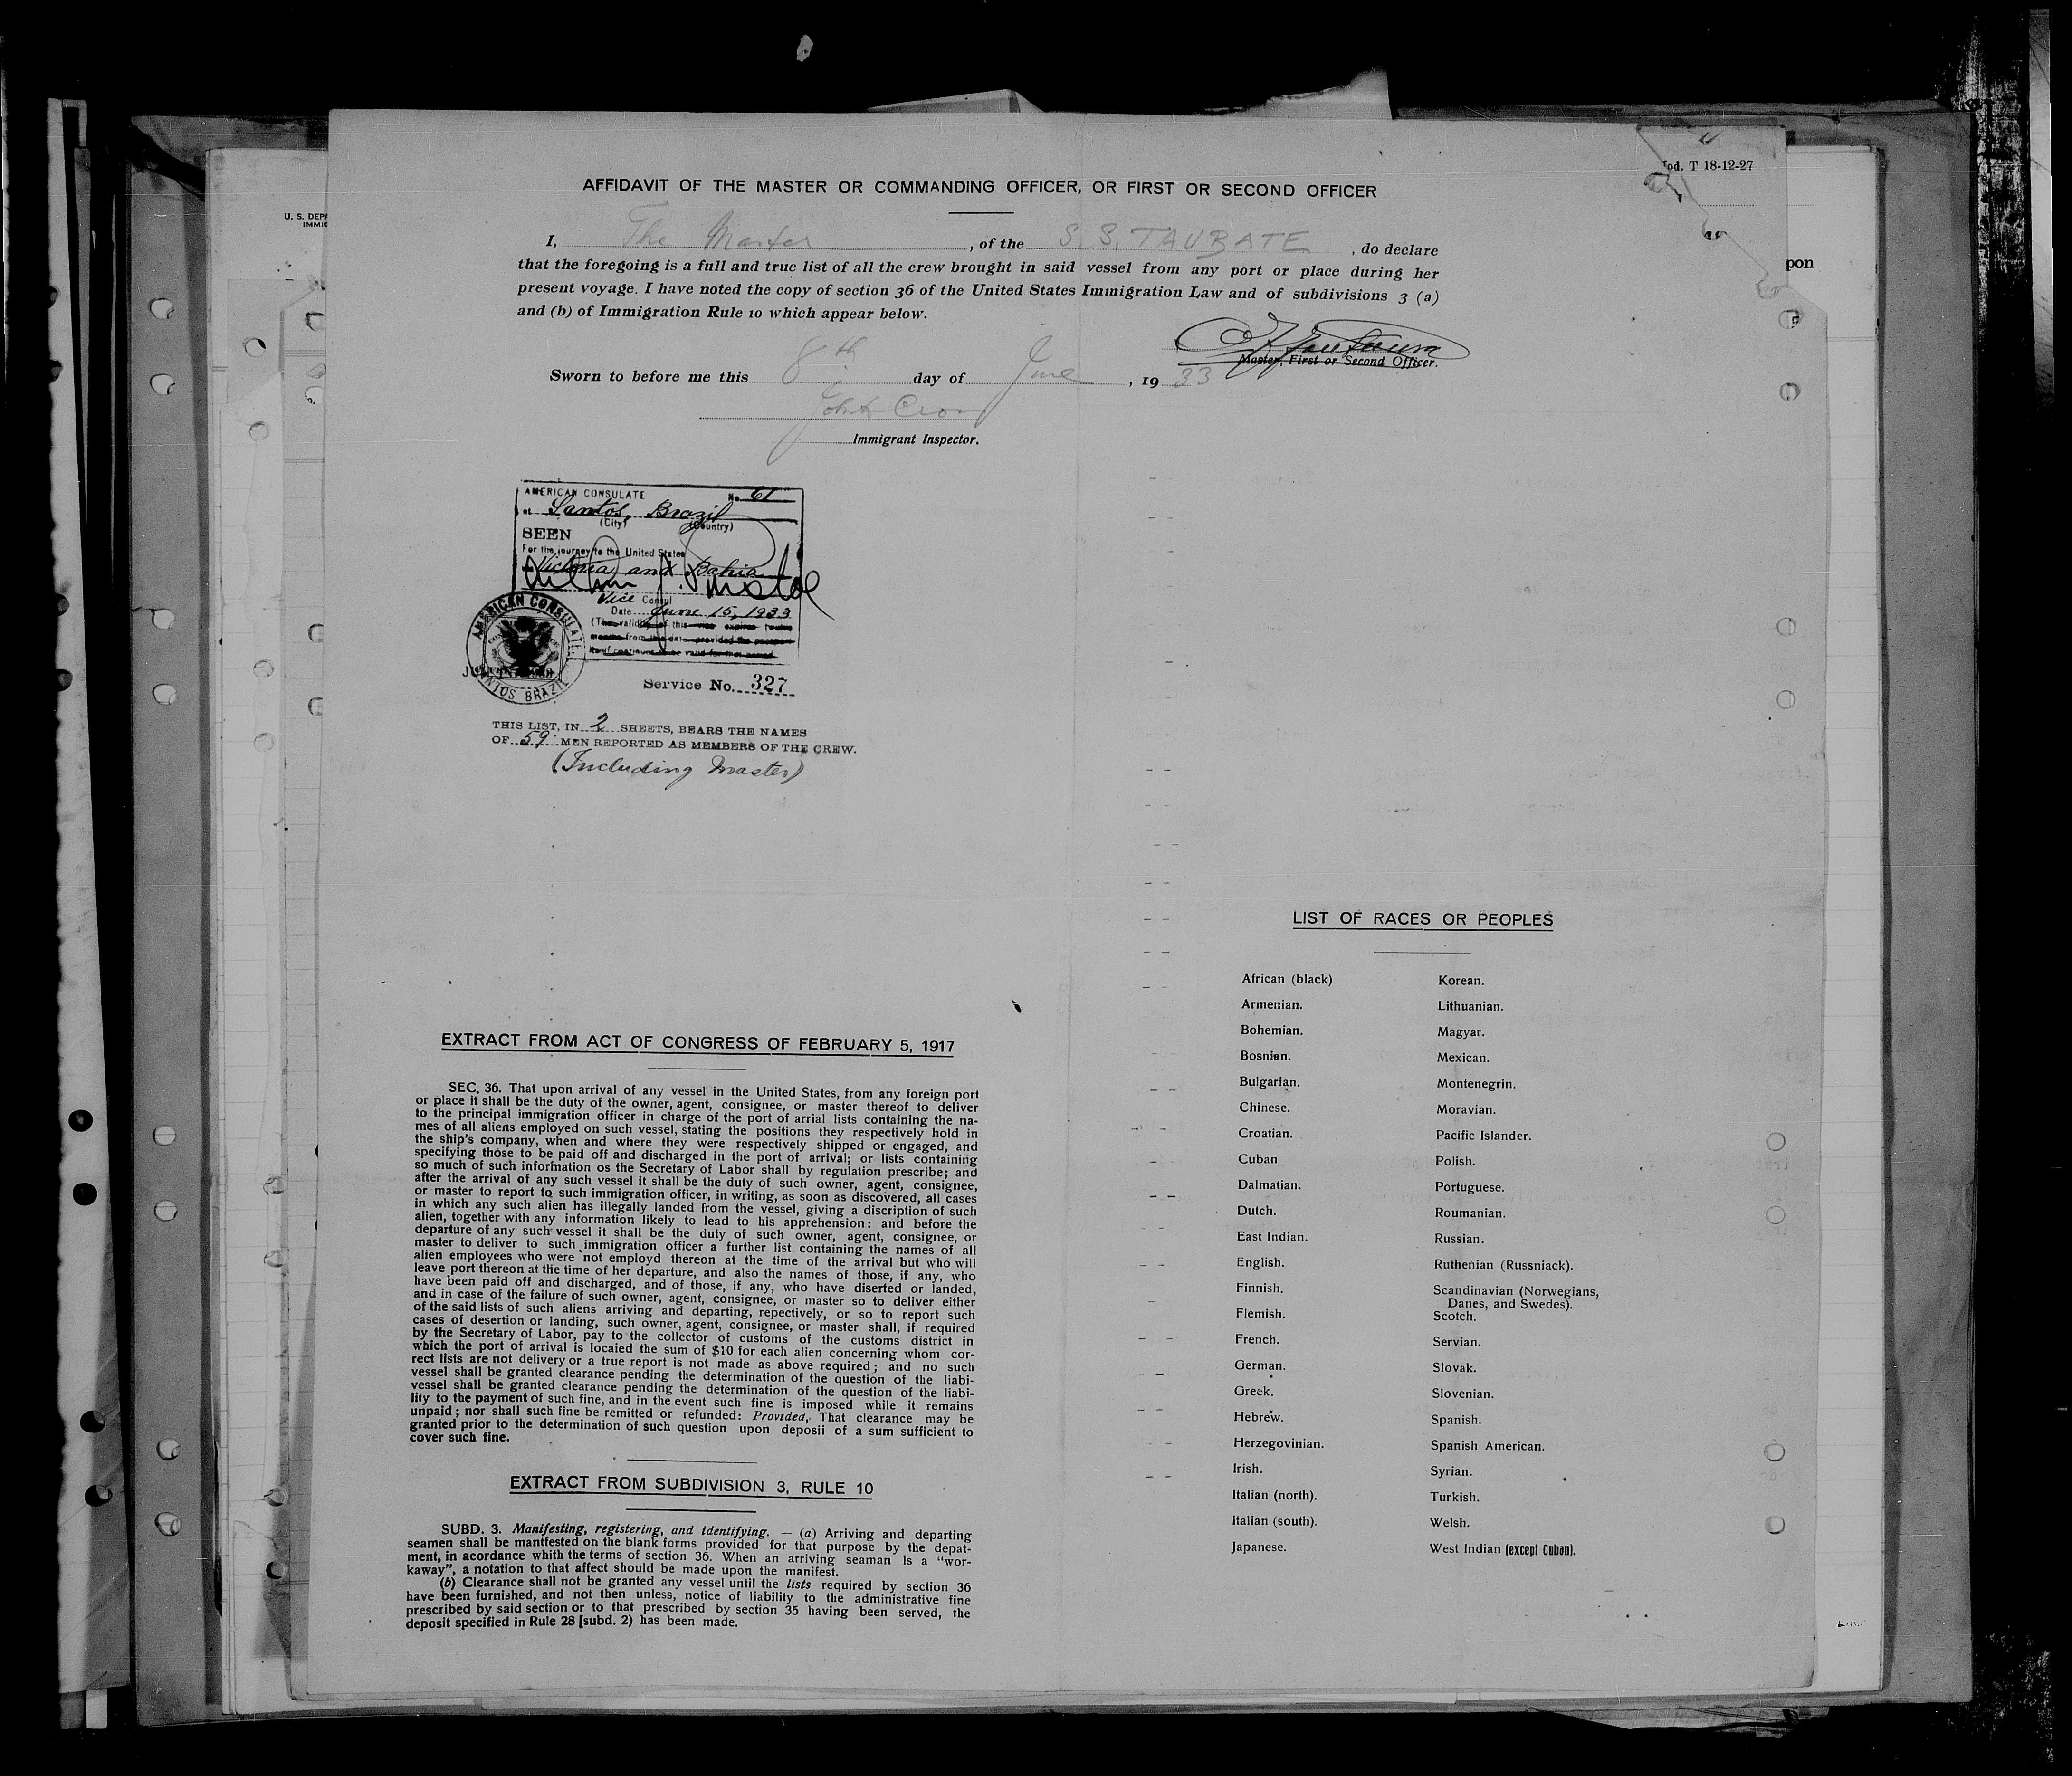 U. S. DEPA
IMMIG
od. T 18-12-27
pon
AFFIDAVIT OF THE MASTER OR COMMANDING OFFICER, OR FIRST OR SECOND OFFICER
I, The Master, of the S. S. TAUBATE, do declare
that the foregoing is a full and true list of all the crew brought in said vessel from any port or place during her
present voyage. I have noted the copy of section 36 of the United States Immigration Law and of subdivisions 3 (a)
and (b) of Immigration Rule 10 which appear below.
Master, First or Second Officer.
Sworn to before me this 8th day of June, 19 33
John
Immigrant Inspector.
AMERICAN CONSULATE No. 61
at Santos, Brazil
(City) (Country)
SEEN
For the journey to the United States
Victoria and Bahia
Vice Consul
Date June 15, 1933
(The validity of this visa expires twelve
months from this date provided the passport
AMERICAN CONSULATE
SANTOS BRAZIL
Service No. 327
THIS LIST, IN 2 SHEETS, BEARS THE NAMES
OF 59 MEN REPORTED AS MEMBERS OF THE CREW.
(Including Master)
EXTRACT FROM ACT OF CONGRESS OF FEBRUARY 5, 1917
SEC. 36. That upon arrival of any vessel in the United States, from any foreign port
or place it shall be the duty of the owner, agent, consignee, or master thereof to deliver
to the principal immigration officer in charge of the port of arrial lists containing the na-
mes of all aliens employed on such vessel, stating the positions they respectively hold in
the ship's company, when and where they were respectively shipped or engaged, and
specifying those to be paid off and discharged in the port of arrival; or lists containing
so much of such information os the Secretary of Labor shall by regulation prescribe; and
after the arrival of any such vessel it shall be the duty of such owner, agent, consignee,
or master to report to such immigration officer, in writing, as soon as discovered, all cases
in which any such alien has illegally landed from the vessel, giving a discription of such
alien, together with any information likely to lead to his apprehension: and before the
departure of any such vessel it shall be the duty of such owner, agent, consignee, or
master to deliver to such immigration officer a further list containing the names of all
alien employees who were not employd thereon at the time of the arrival but who will
leave port thereon at the time of her departure, and also the names of those, if any, who
have been paid off and discharged, and of those, if any, who have diserted or landed,
and in case of the failure of such owner, agent, consignee, or master so to deliver either
of the said lists of such aliens arriving and departing, repectively, or so to report such
cases of desertion or landing, such owner, agent, consignee, or master shall, if required
by the Secretary of Labor, pay to the collector of customs of the customs district in
which the port of arrival is locaied the sum of $10 for each alien concerning whom cor-
rect lists are not delivery or a true report is not made as above required; and no such
vessel shall be granted clearance pending the determination of the question of the liabi-
vessel shall be granted clearance pending the determination of the question of the liabi-
lity to the payment of such fine, and in the event such fine is imposed while it remains
unpaid; nor shall such fine be remitted or refunded: Provided, That clearance may be
granted prior to the determination of such question upon deposii of a sum sufficient to
cover such fine.
EXTRACT FROM SUBDIVISION 3, RULE 10
SUBD. 3. Manifesting, registering, and identifying. — (a) Arriving and departing
seamen shall be mantfested on the blank forms provided for that purpose by the depat-
ment, in acordance whith the terms of section 36. When an arriving seaman Is a "wor-
kaway", a notation to that affect should be made upon the manifest.
(b) Clearance shall not be granted any vessel until the lists required by section 36
have been furnished, and not then unless, notice of liability to the administrative fine
prescribed by said section or to that prescribed by section 35 having been served, the
deposit specified in Rule 28 [subd. 2) has been made.
LIST OF RACES OR PEOPLES
African (black)
Armenian.
Bohemian.
Bosnien.
Bulgarian.
Chinese.
Croatian.
Cuban
Dalmatian.
Dutch.
East Indian.
English.
Finnish.
Flemish.
French.
German.
Greek.
Hebrew.
Herzegovinian.
Irish.
Italian (north).
Italian (south).
Japanese.
Korean.
Lithuanian.
Magyar.
Mexican.
Montenegrin.
Moravian.
Pacific Islander.
Polish.
Portuguese.
Roumanian.
Russian.
Ruthenian (Russniack).
Scandinavian (Norwegians,
Danes, and Swedes).
Scotch.
Servian.
Slovak.
Slovenian.
Spanish.
Spanish American.
Syrian.
Turkish.
Welsh.
West Indian (except Cuban).